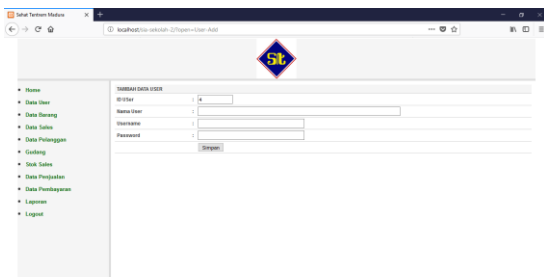 Sehat Tentrem Madura
localhost/sia-sekolah-2/?open=User-Add
St
Home
Data User
Data Barang
Data Sales
Data Pelanggan
Gudang
Stok Sales
Data Penjualan
Data Pembayaran
Laporan
Logout
TAMBAH DATA USER
ID User :
Nama User :
Username :
Password :
Simpan